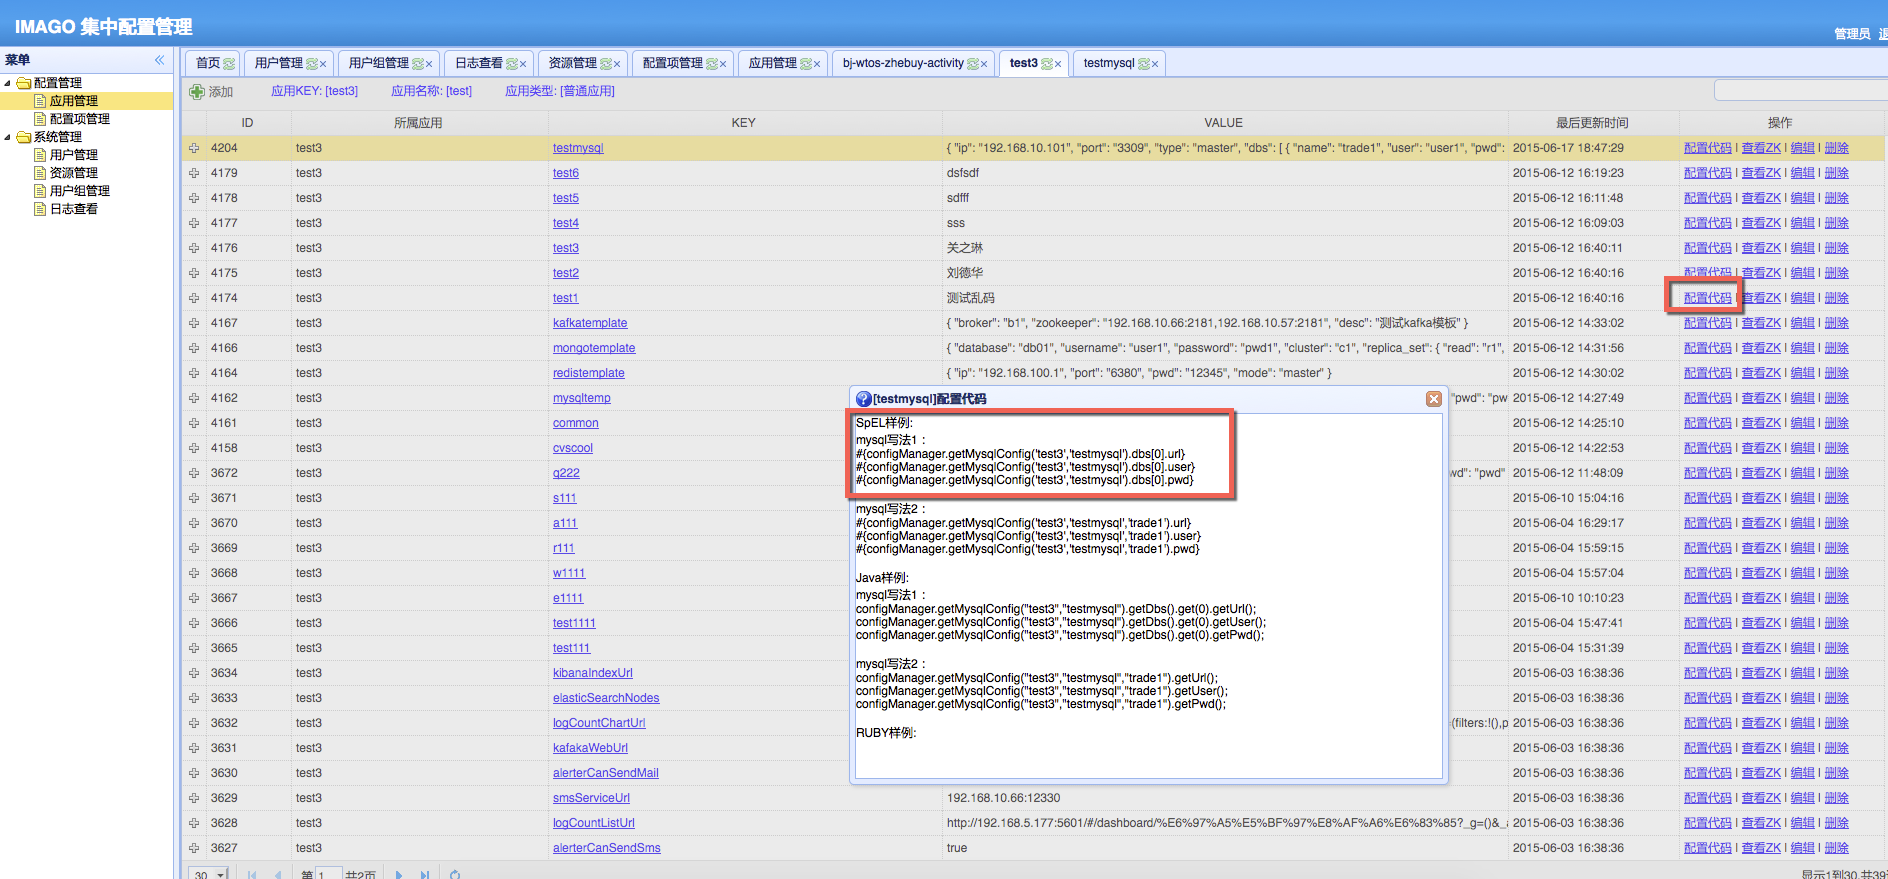 IMAGO 集中配置管理
管理员
菜单
配置管理
应用管理
配置项管理
系统管理
用户管理
资源管理
用户组管理
日志查看
首页 用户管理 用户组管理 日志查看 资源管理 配置项管理 应用管理 bj-wtos-zhebuy-activity test3 testmysql
添加 应用KEY: [test3] 应用名称: [test] 应用类型: [普通应用]
ID 所属应用 KEY VALUE 最后更新时间 操作
4204 test3 testmysql { "ip": "192.168.10.101", "port": "3309", "type": "master", "dbs": [ { "name": "trade1", "user": "user1", "pwd": 2015-06-17 18:47:29 配置代码 | 查看ZK | 编辑 | 删除
4179 test3 test6 dsfsdf 2015-06-12 16:19:23 配置代码 | 查看ZK | 编辑 | 删除
4178 test3 test5 sdfff 2015-06-12 16:11:48 配置代码 | 查看ZK | 编辑 | 删除
4177 test3 test4 sss 2015-06-12 16:09:03 配置代码 | 查看ZK | 编辑 | 删除
4176 test3 test3 关之琳 2015-06-12 16:40:11 配置代码 | 查看ZK | 编辑 | 删除
4175 test3 test2 刘德华 2015-06-12 16:40:16 配置代码 | 查看ZK | 编辑 | 删除
4174 test3 test1 测试乱码 2015-06-12 16:40:16 配置代码 | 查看ZK | 编辑 | 删除
4167 test3 kafkatemplate { "broker": "b1", "zookeeper": "192.168.10.66:2181,192.168.10.57:2181", "desc": "测试kafka模板" } 2015-06-12 14:33:02 配置代码 | 查看ZK | 编辑 | 删除
4166 test3 mongotemplate { "database": "db01", "username": "user1", "password": "pwd1", "cluster": "c1", "replica_set": { "read": "r1", 2015-06-12 14:31:56 配置代码 | 查看ZK | 编辑 | 删除
4164 test3 redistemplate { "ip": "192.168.100.1", "port": "6380", "pwd": "12345", "mode": "master" } 2015-06-12 14:30:02 配置代码 | 查看ZK | 编辑 | 删除
4162 test3 mysqltemp "pwd": "pw 2015-06-12 14:27:49 配置代码 | 查看ZK | 编辑 | 删除
4161 test3 common 2015-06-12 14:25:10 配置代码 | 查看ZK | 编辑 | 删除
4158 test3 cvscool 2015-06-12 14:22:53 配置代码 | 查看ZK | 编辑 | 删除
3672 test3 q222 wd": "pwd" 2015-06-12 11:48:09 配置代码 | 查看ZK | 编辑 | 删除
3671 test3 s111 2015-06-10 15:04:16 配置代码 | 查看ZK | 编辑 | 删除
3670 test3 a111 2015-06-04 16:29:17 配置代码 | 查看ZK | 编辑 | 删除
3669 test3 r111 2015-06-04 15:59:15 配置代码 | 查看ZK | 编辑 | 删除
3668 test3 w1111 2015-06-04 15:57:04 配置代码 | 查看ZK | 编辑 | 删除
3667 test3 e1111 2015-06-10 10:10:23 配置代码 | 查看ZK | 编辑 | 删除
3666 test3 test1111 2015-06-04 15:47:41 配置代码 | 查看ZK | 编辑 | 删除
3665 test3 test111 2015-06-04 15:31:39 配置代码 | 查看ZK | 编辑 | 删除
3634 test3 kibanaIndexUrl 2015-06-03 16:38:36 配置代码 | 查看ZK | 编辑 | 删除
3633 test3 elasticSearchNodes 2015-06-03 16:38:36 配置代码 | 查看ZK | 编辑 | 删除
3632 test3 logCountChartUrl (filters:!(),p 2015-06-03 16:38:36 配置代码 | 查看ZK | 编辑 | 删除
3631 test3 kafakaWebUrl 2015-06-03 16:38:36 配置代码 | 查看ZK | 编辑 | 删除
3630 test3 alerterCanSendMail 2015-06-03 16:38:36 配置代码 | 查看ZK | 编辑 | 删除
3629 test3 smsServiceUrl 192.168.10.66:12330 2015-06-03 16:38:36 配置代码 | 查看ZK | 编辑 | 删除
3628 test3 logCountListUrl http://192.168.5.177:5601/#/dashboard/%E6%97%A5%E5%BF%97%E8%AF%A6%E6%83%85?_g=()&_ 2015-06-03 16:38:36 配置代码 | 查看ZK | 编辑 | 删除
3627 test3 alerterCanSendSms true 2015-06-03 16:38:36 配置代码 | 查看ZK | 编辑 | 删除
[testmysql]配置代码
SpEL样例:
mysql写法1：
#{configManager.getMysqlConfig('test3','testmysql').dbs[0].url}
#{configManager.getMysqlConfig('test3','testmysql').dbs[0].user}
#{configManager.getMysqlConfig('test3','testmysql').dbs[0].pwd}
mysql写法2：
#{configManager.getMysqlConfig('test3','testmysql','trade1').url}
#{configManager.getMysqlConfig('test3','testmysql','trade1').user}
#{configManager.getMysqlConfig('test3','testmysql','trade1').pwd}
Java样例:
mysql写法1：
configManager.getMysqlConfig("test3","testmysql").getDbs().get(0).getUrl();
configManager.getMysqlConfig("test3","testmysql").getDbs().get(0).getUser();
configManager.getMysqlConfig("test3","testmysql").getDbs().get(0).getPwd();
mysql写法2：
configManager.getMysqlConfig("test3","testmysql","trade1").getUrl();
configManager.getMysqlConfig("test3","testmysql","trade1").getUser();
configManager.getMysqlConfig("test3","testmysql","trade1").getPwd();
RUBY样例:
30 第 1 共2页 显示1到30,共39